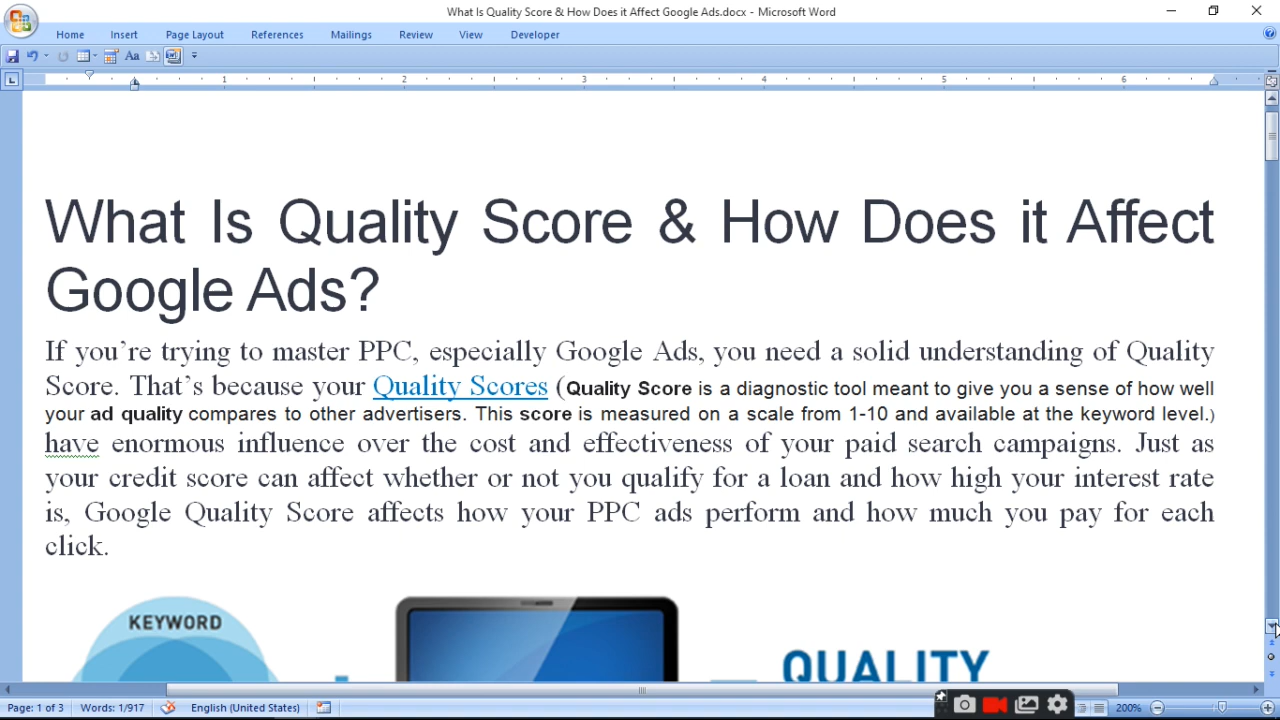 What Is Quality Score & How Does it Affect Google Ads.docx - Microsoft Word
Home Insert Page Layout References Mailings Review View Developer
Aa
1 2 3 4 5 6
What Is Quality Score & How Does it Affect
Google Ads?
If you’re trying to master PPC, especially Google Ads, you need a solid understanding of Quality
Score. That’s because your Quality Scores (Quality Score is a diagnostic tool meant to give you a sense of how well
your ad quality compares to other advertisers. This score is measured on a scale from 1-10 and available at the keyword level.)
have enormous influence over the cost and effectiveness of your paid search campaigns. Just as
your credit score can affect whether or not you qualify for a loan and how high your interest rate
is, Google Quality Score affects how your PPC ads perform and how much you pay for each
click.
KEYWORD
QUALITY
Page: 1 of 3 Words: 1/917 English (United States) 200%